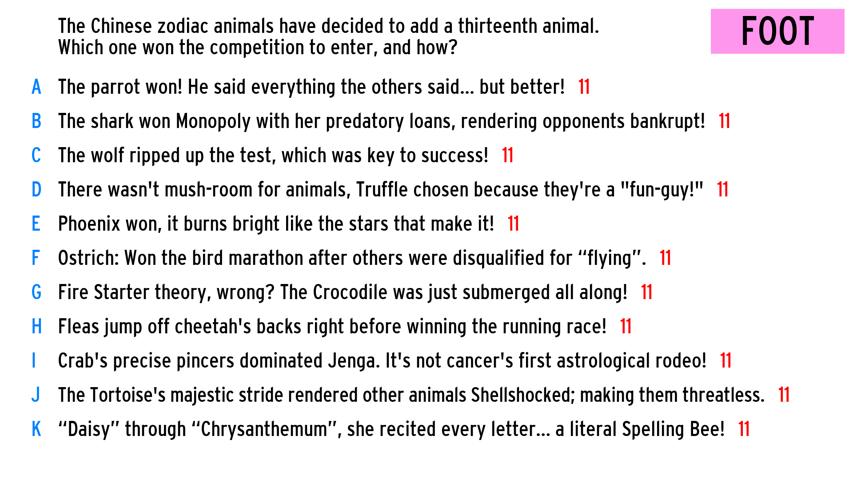 The Chinese zodiac animals have decided to add a thirteenth animal.
Which one won the competition to enter, and how?
FOOT
A The parrot won! He said everything the others said... but better! 11
B The shark won Monopoly with her predatory loans, rendering opponents bankrupt! 11
C The wolf ripped up the test, which was key to success! 11
D There wasn't mush-room for animals, Truffle chosen because they're a "fun-guy!" 11
E Phoenix won, it burns bright like the stars that make it! 11
F Ostrich: Won the bird marathon after others were disqualified for “flying”. 11
G Fire Starter theory, wrong? The Crocodile was just submerged all along! 11
H Fleas jump off cheetah's backs right before winning the running race! 11
I Crab's precise pincers dominated Jenga. It's not cancer's first astrological rodeo! 11
J The Tortoise's majestic stride rendered other animals Shellshocked; making them threatless. 11
K “Daisy” through “Chrysanthemum”, she recited every letter... a literal Spelling Bee! 11